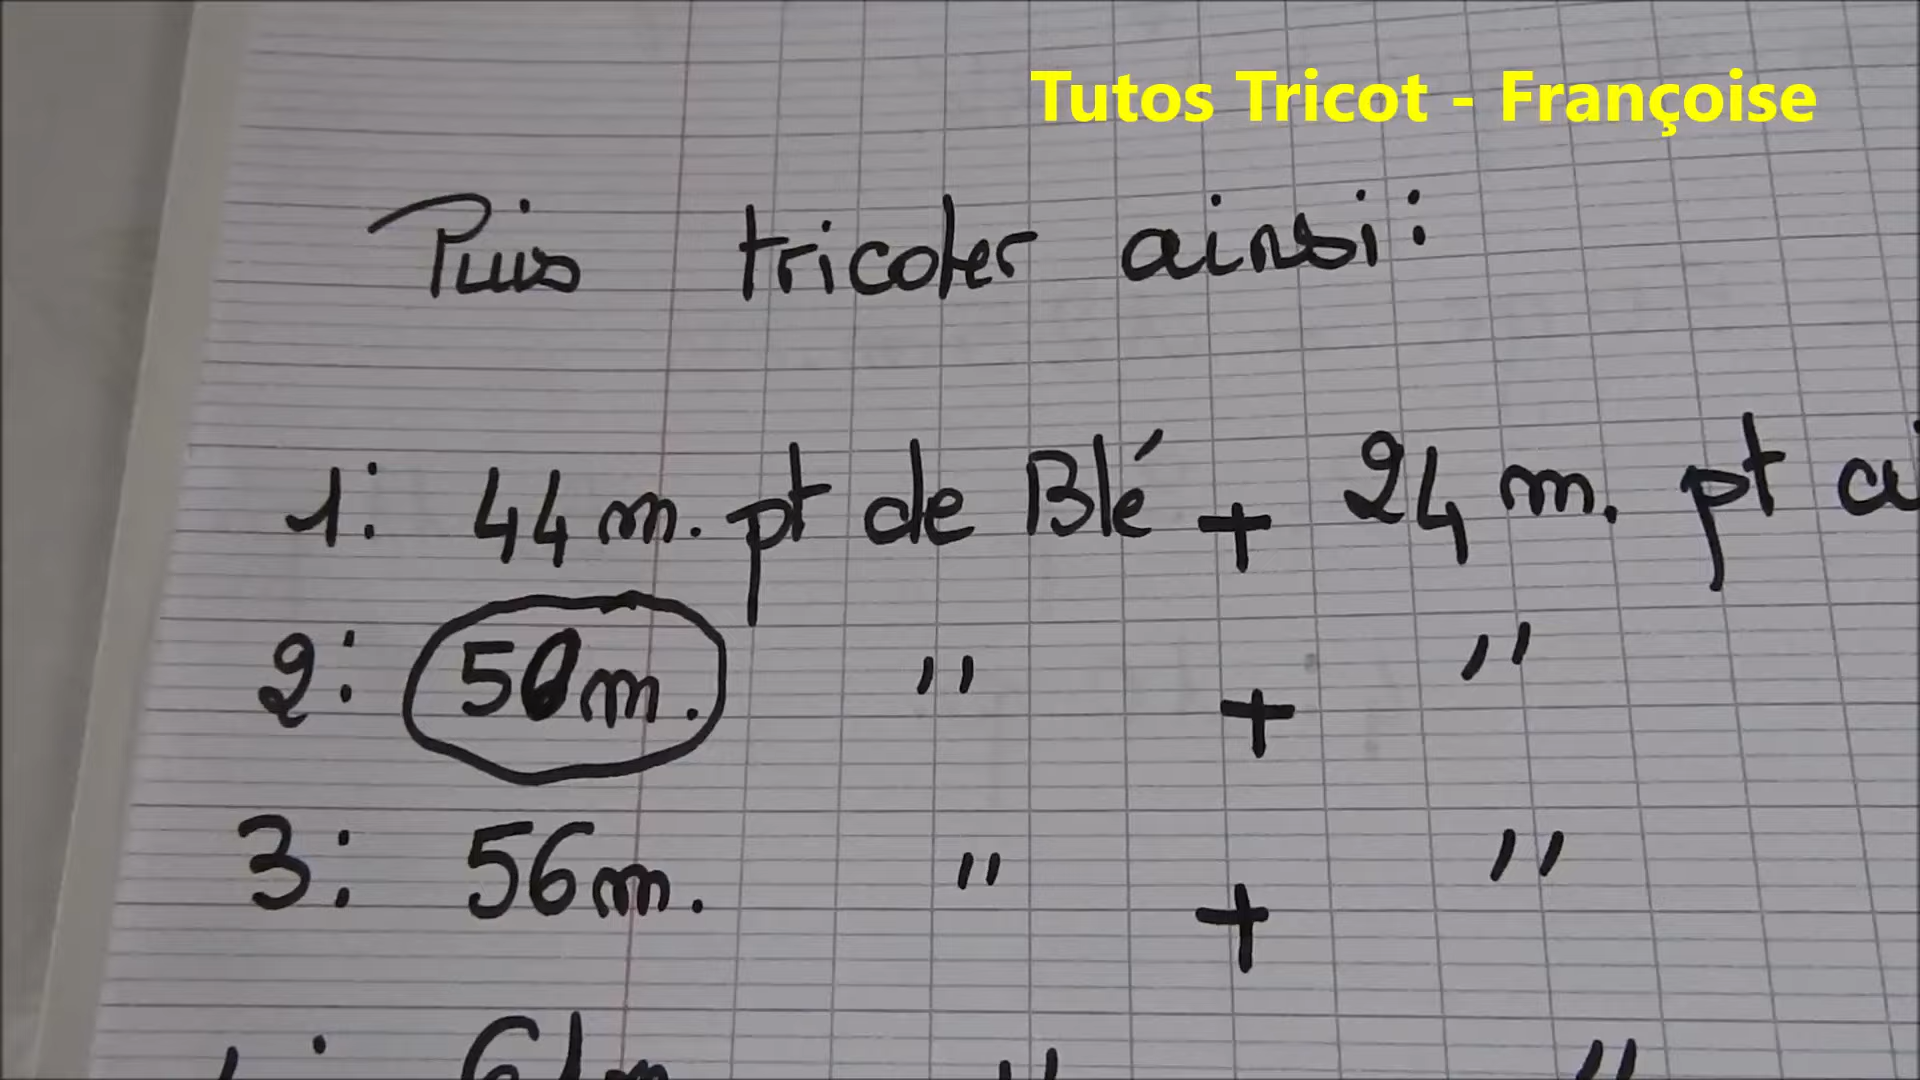 Tutos Tricot - Françoise
Puis tricoter ainsi:
1: 44 m. pt de Blé + 24 m. pt
2: 50 m. " + "
3: 56 m. " + "
" "